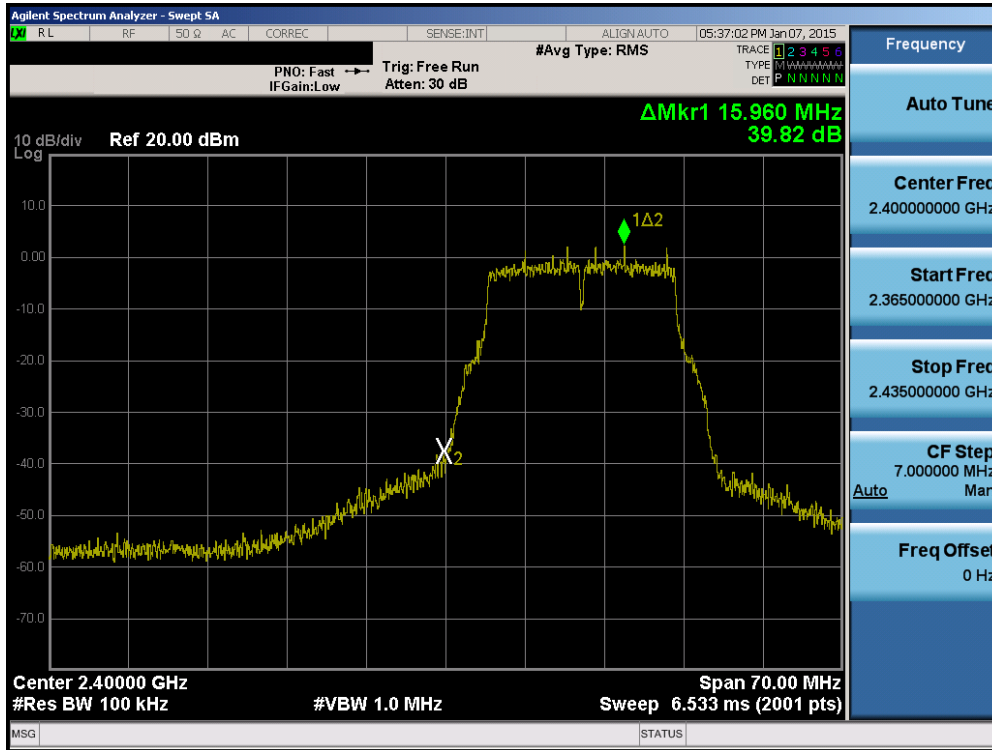 Agilent Spectrum Analyzer - Swept SA
LXI RL RF 50 Ω AC CORREC SENSE:INT ALIGN AUTO 05:37:02 PM Jan 07, 2015
#Avg Type: RMS
TRACE 1 2 3 4 5 6
PNO: Fast Trig: Free Run
TYPE M
IFGain:Low Atten: 30 dB
DET P N N N N N
ΔMkr1 15.960 MHz
39.82 dB
10 dB/div Ref 20.00 dBm
Log
10.0
1Δ2
0.00
-10.0
-20.0
-30.0
X2
-40.0
-50.0
-60.0
-70.0
Center 2.40000 GHz Span 70.00 MHz
#Res BW 100 kHz #VBW 1.0 MHz Sweep 6.533 ms (2001 pts)
MSG STATUS
Frequency
Auto Tune
Center Freq
2.400000000 GHz
Start Freq
2.365000000 GHz
Stop Freq
2.435000000 GHz
CF Step
7.000000 MHz
Auto Man
Freq Offset
0 Hz